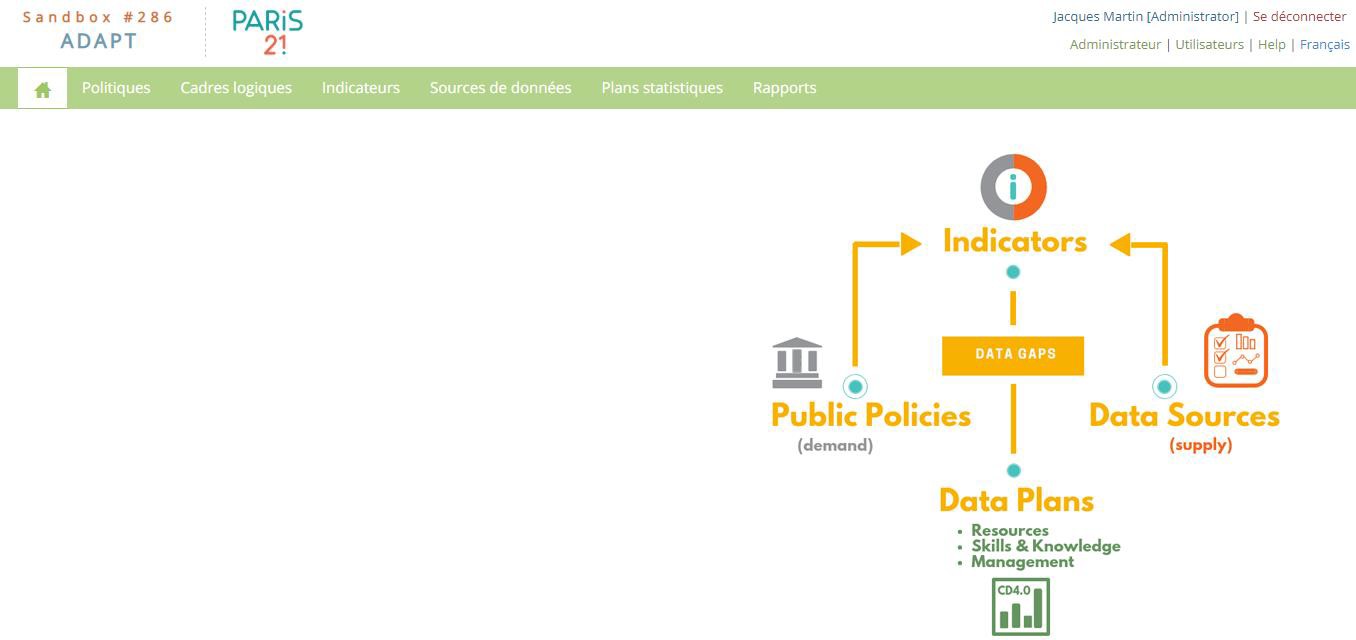 Sandbox #286
ADAPT
PARiS
21
Jacques Martin [Administrator] | Se déconnecter
Administrateur | Utilisateurs | Help | Français
Politiques Cadres logiques Indicateurs Sources de données Plans statistiques Rapports
i
Indicators
DATA GAPS
Public Policies
(demand)
Data Sources
(supply)
Data Plans
• Resources
• Skills & Knowledge
• Management
CD4.0